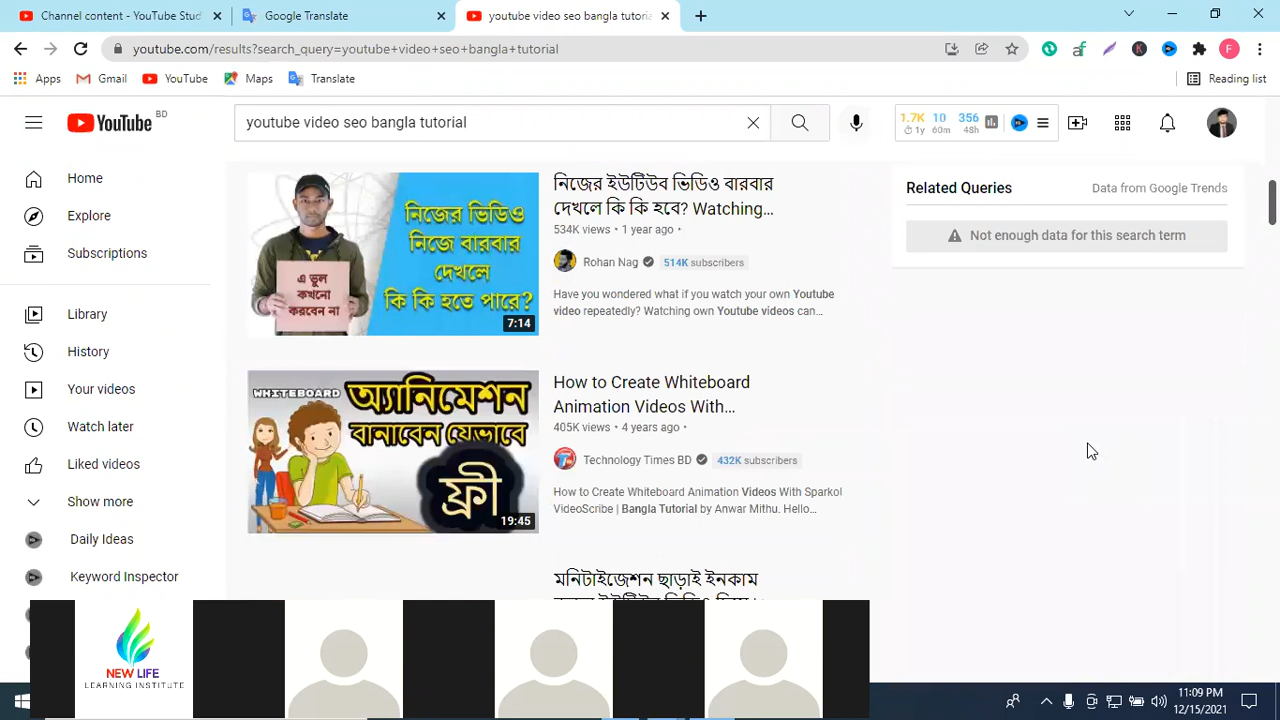 Channel content - YouTube
Google Translate
youtube video seo bangla tutoria
youtube.com/results?search_query=youtube+video+seo+bangla+tutorial
Apps
Gmail
YouTube
Maps
Translate
Reading list
YouTube
BD
youtube video seo bangla tutorial
1.7K 10 356
1y 60m 48h
Home
Explore
Subscriptions
Library
History
Your videos
Watch later
Liked videos
Show more
Daily Ideas
Keyword Inspector
নিজের ভিডিও
নিজে বারবার
দেখলে
কি কি হতে পারে?
এ ভুল
কখনো
করবেন না
7:14
নিজের ইউটিউব ভিডিও বারবার
দেখলে কি কি হবে? Watching...
534K views • 1 year ago •
Rohan Nag 514K subscribers
Have you wondered what if you watch your own Youtube
video repeatedly? Watching own Youtube videos can...
WHITEBOARD অ্যানিমেশন
বানাবেন যেভাবে
ফ্রী
19:45
How to Create Whiteboard
Animation Videos With...
405K views • 4 years ago •
Technology Times BD 432K subscribers
How to Create Whiteboard Animation Videos With Sparkol
VideoScribe | Bangla Tutorial by Anwar Mithu. Hello...
মনিটাইজেশন ছাড়াই ইনকাম
Related Queries
Data from Google Trends
Not enough data for this search term
NEW LIFE
LEARNING INSTITUTE
11:09 PM
12/15/2021